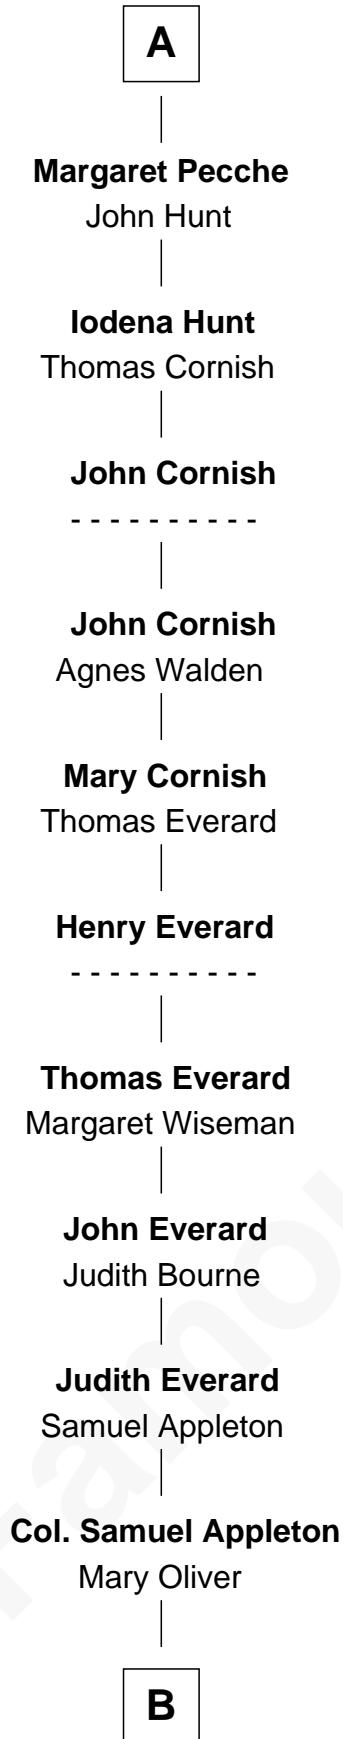 A
Margaret Pecche
John Hunt
Iodena Hunt
Thomas Cornish
John Cornish
- - - - - - - - - -
John Cornish
Agnes Walden
Mary Cornish
Thomas Everard
Henry Everard
- - - - - - - - - -
Thomas Everard
Margaret Wiseman
John Everard
Judith Bourne
Judith Everard
Samuel Appleton
Col. Samuel Appleton
Mary Oliver
B